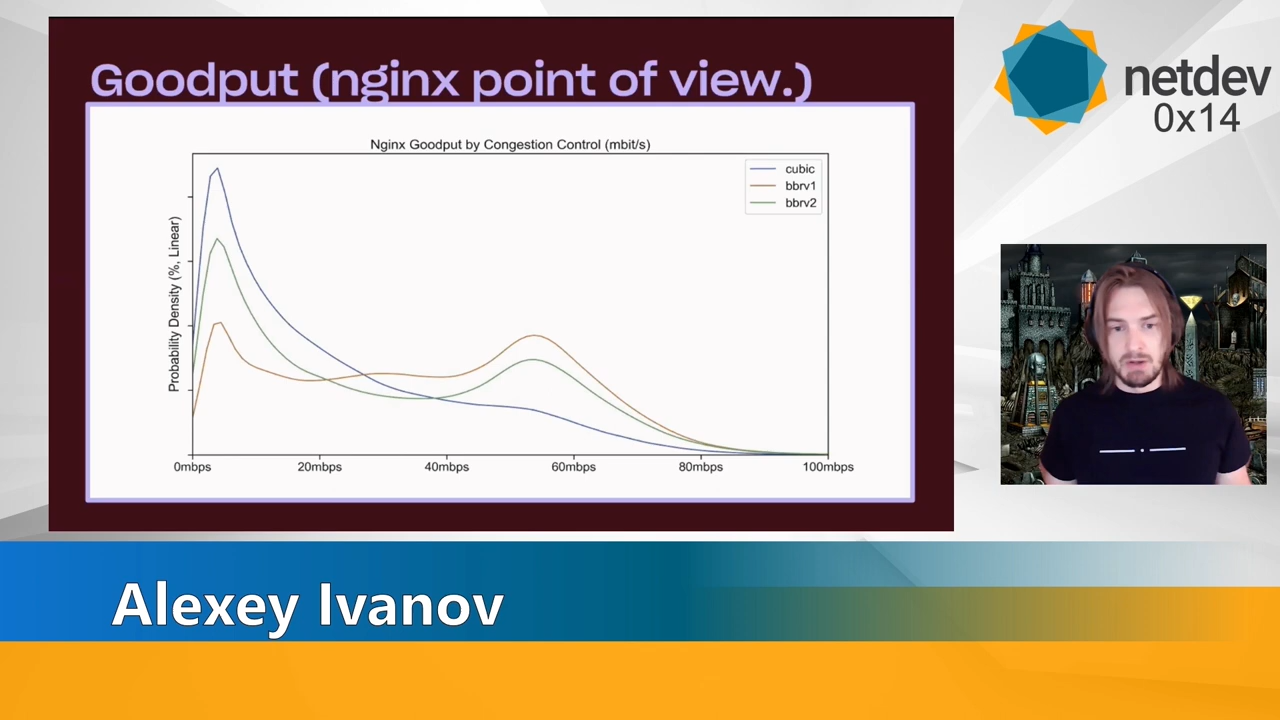 Goodput (nginx point of view.)
Nginx Goodput by Congestion Control (mbit/s)
cubic
bbrv1
bbrv2
Probability Density (%, Linear)
0mbps
20mbps
40mbps
60mbps
80mbps
100mbps
netdev
0x14
Alexey Ivanov